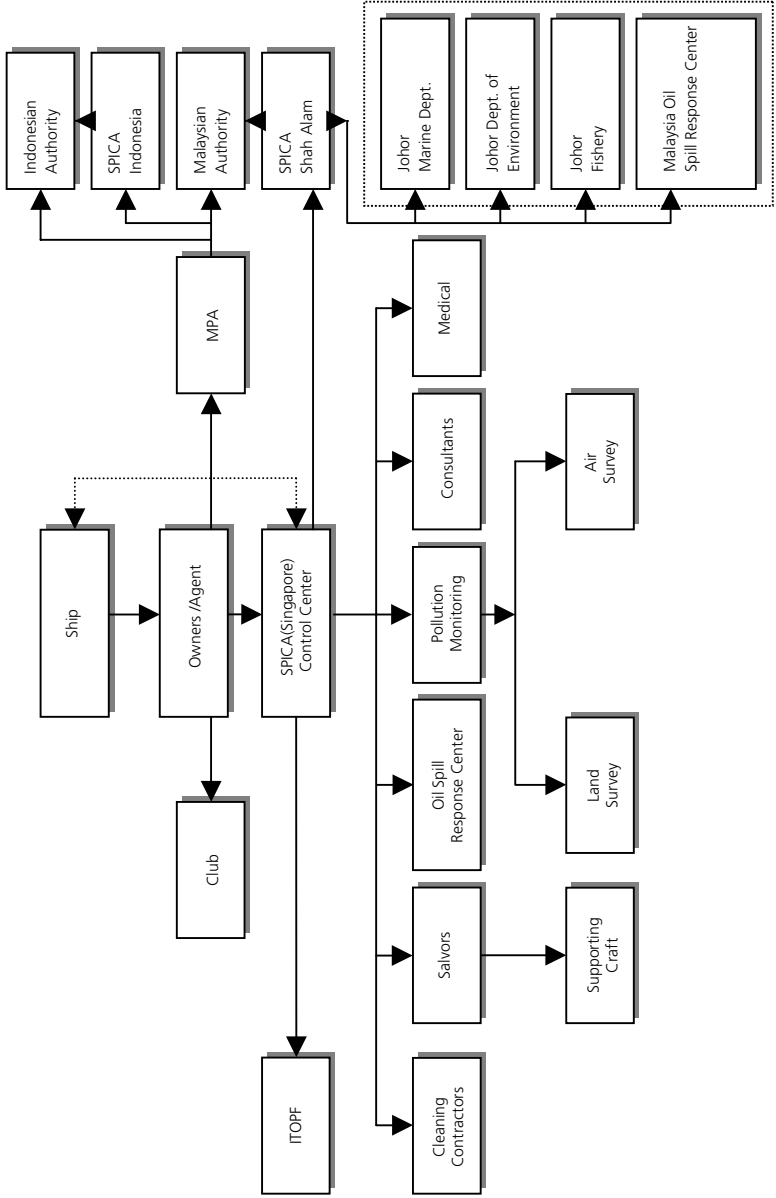 Ship
Owners /Agent
SPICA(Singapore)
Control Center
Club
ITOPF
MPA
Indonesian
Authority
SPICA
Indonesia
Malaysian
Authority
SPICA
Shah Alam
Johor
Marine Dept.
Johor Dept. of
Environment
Johor
Fishery
Malaysia Oil
Spill Response Center
Cleaning
Contractors
Salvors
Oil Spill
Response Center
Pollution
Monitoring
Consultants
Medical
Supporting
Craft
Land
Survey
Air
Survey